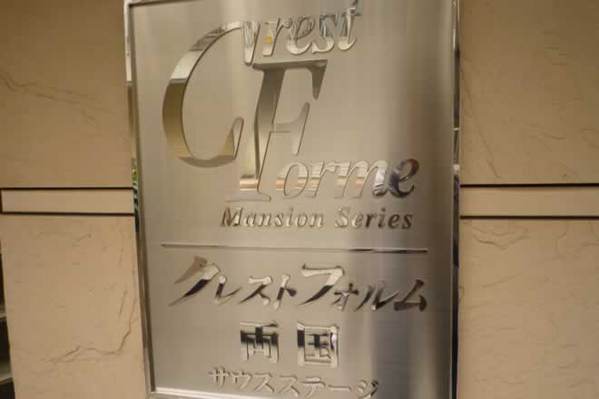 Crest
Forme
Mansion Series
クレストフォルム
両国
サウスステージ